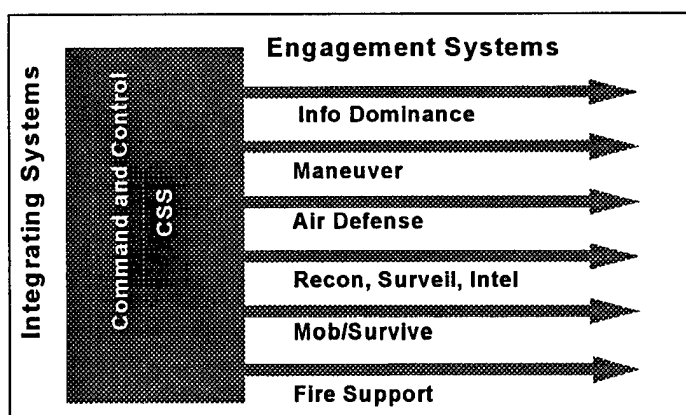 Engagement Systems
Integrating Systems
Command and Control
CSS
Info Dominance
Maneuver
Air Defense
Recon, Surveil, Intel
Mob/Survive
Fire Support